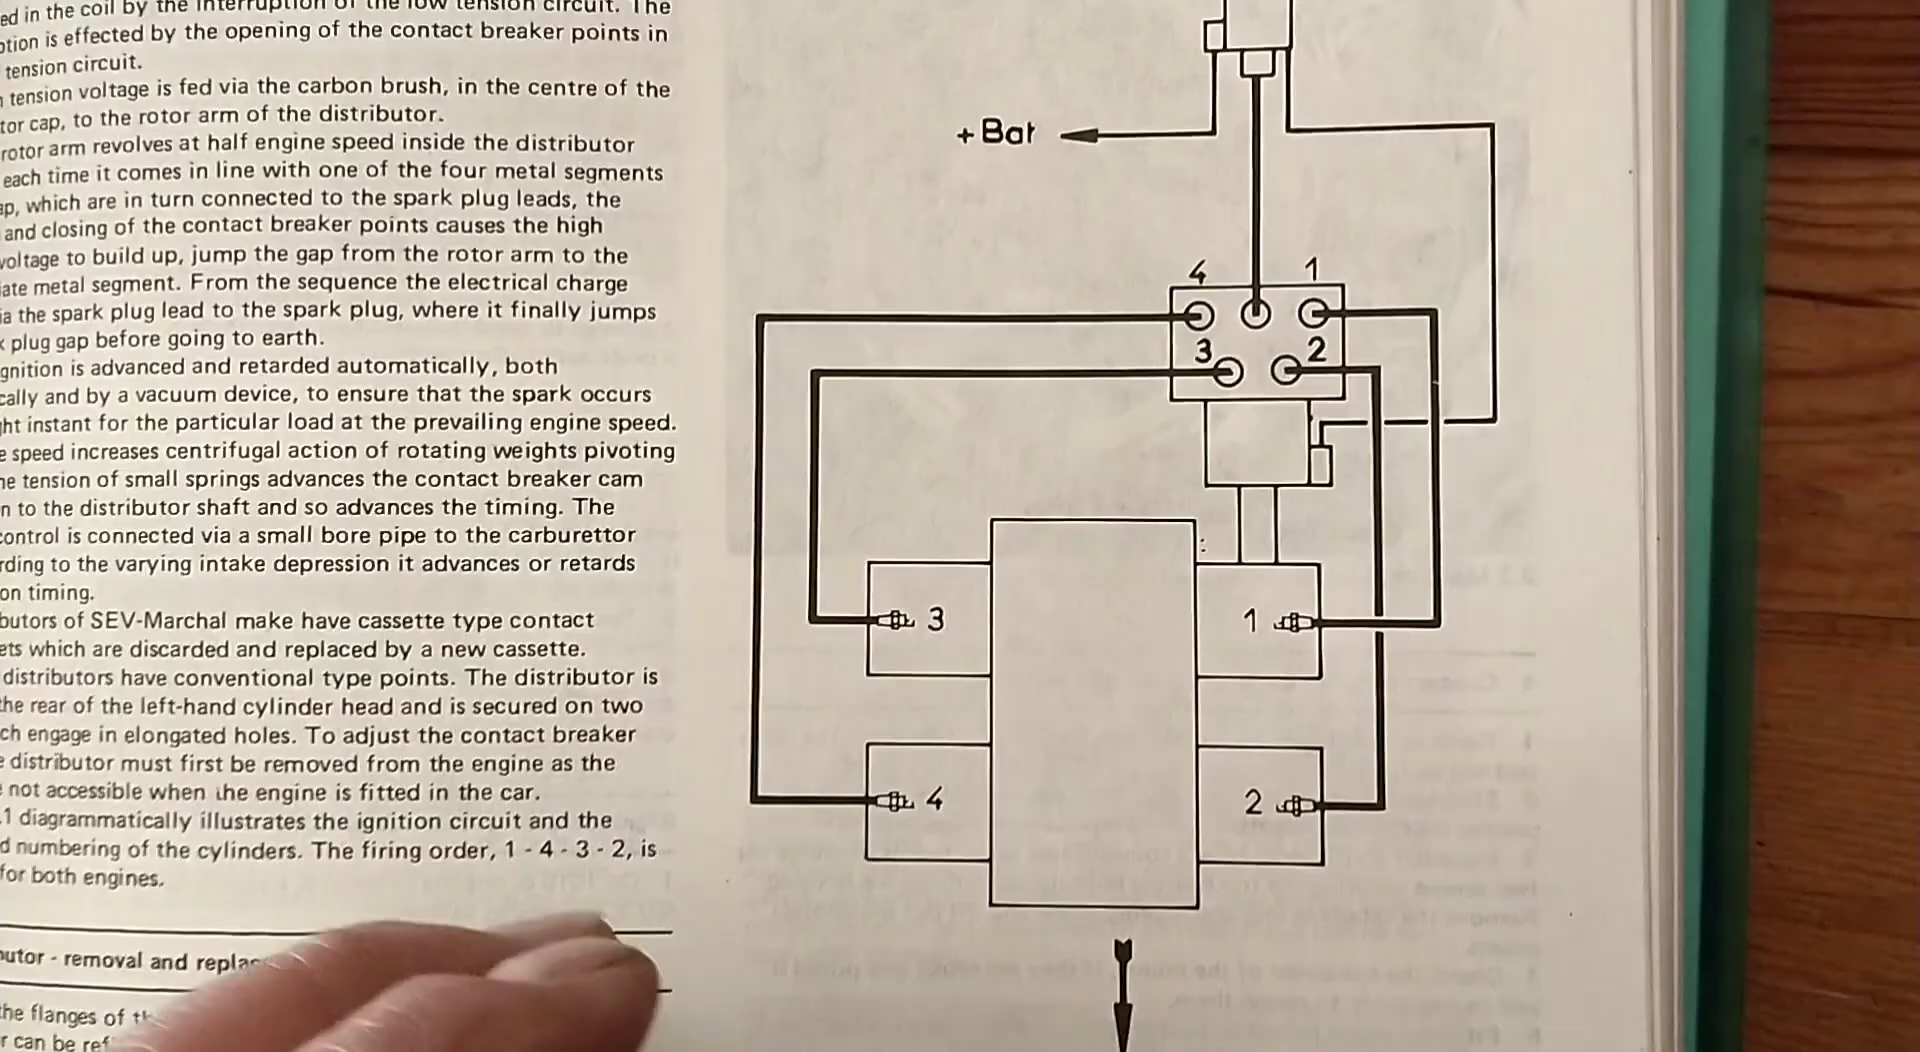 ed in the coil by the interruption of the low tension circuit. The
ption is effected by the opening of the contact breaker points in
tension circuit.
tension voltage is fed via the carbon brush, in the centre of the
tor cap, to the rotor arm of the distributor.
rotor arm revolves at half engine speed inside the distributor
each time it comes in line with one of the four metal segments
ap, which are in turn connected to the spark plug leads, the
and closing of the contact breaker points causes the high
voltage to build up, jump the gap from the rotor arm to the
iate metal segment. From the sequence the electrical charge
ia the spark plug lead to the spark plug, where it finally jumps
k plug gap before going to earth.
gnition is advanced and retarded automatically, both
cally and by a vacuum device, to ensure that the spark occurs
ght instant for the particular load at the prevailing engine speed.
e speed increases centrifugal action of rotating weights pivoting
he tension of small springs advances the contact breaker cam
n to the distributor shaft and so advances the timing. The
control is connected via a small bore pipe to the carburettor
rding to the varying intake depression it advances or retards
on timing.
butors of SEV-Marchal make have cassette type contact
ets which are discarded and replaced by a new cassette.
distributors have conventional type points. The distributor is
the rear of the left-hand cylinder head and is secured on two
ch engage in elongated holes. To adjust the contact breaker
e distributor must first be removed from the engine as the
not accessible when the engine is fitted in the car.
.1 diagrammatically illustrates the ignition circuit and the
d numbering of the cylinders. The firing order, 1 - 4 - 3 - 2, is
for both engines.
butor - removal and replac
the flanges of th
r can be ref
+ Bat
4 1
3 2
3 1
4 2